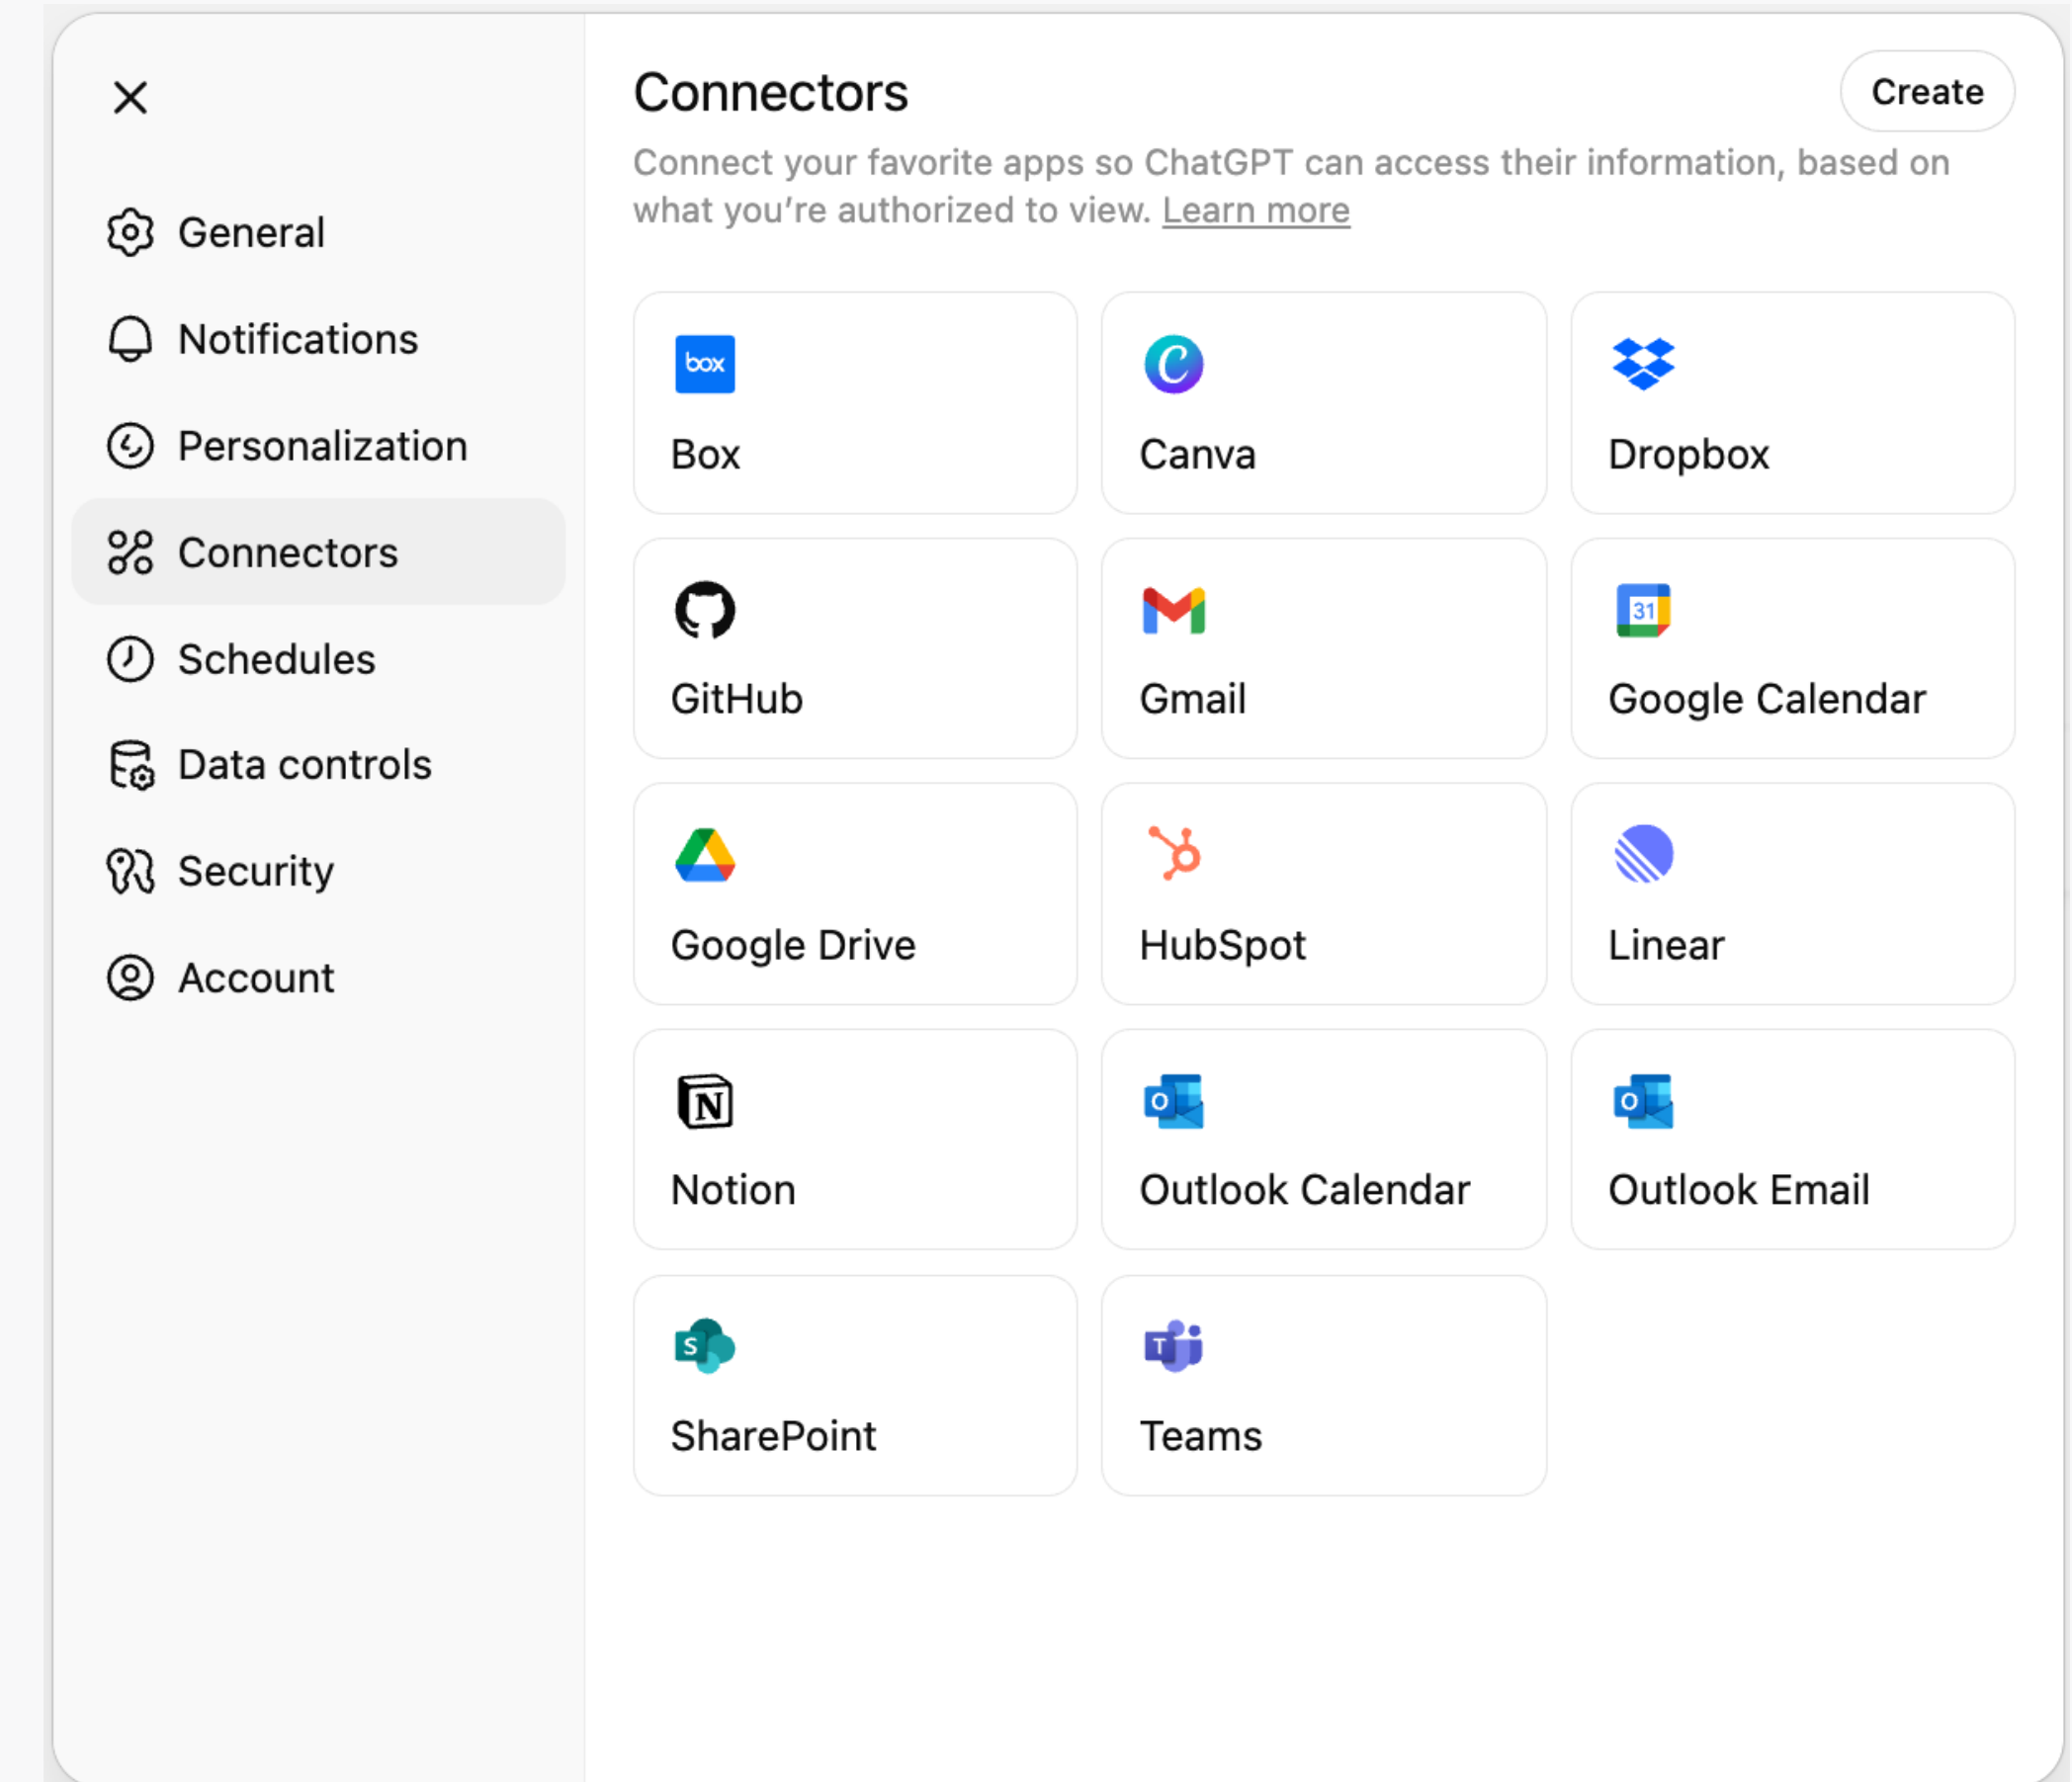 Connectors
Create
Connect your favorite apps so ChatGPT can access their information, based on
what you’re authorized to view. Learn more
General
Notifications
Personalization
Connectors
Schedules
Data controls
Security
Account
box
Box
Canva
Dropbox
GitHub
Gmail
31
Google Calendar
Google Drive
HubSpot
Linear
Notion
Outlook Calendar
Outlook Email
SharePoint
Teams